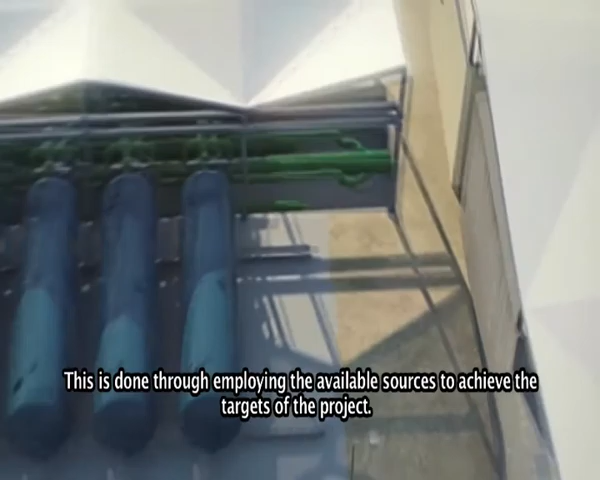 This is done through employing the available sources to achieve the
targets of the project.